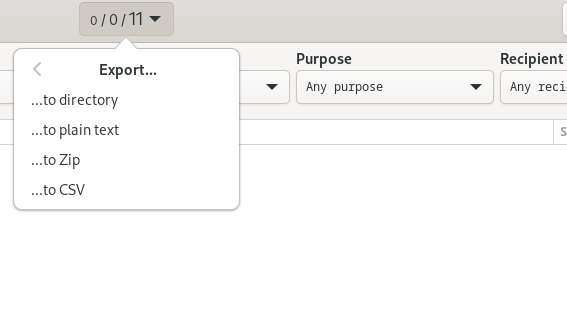 0 / 0 / 11
Export...
...to directory
...to plain text
...to Zip
...to CSV
Purpose
Any purpose
Recipient
Any reci
S